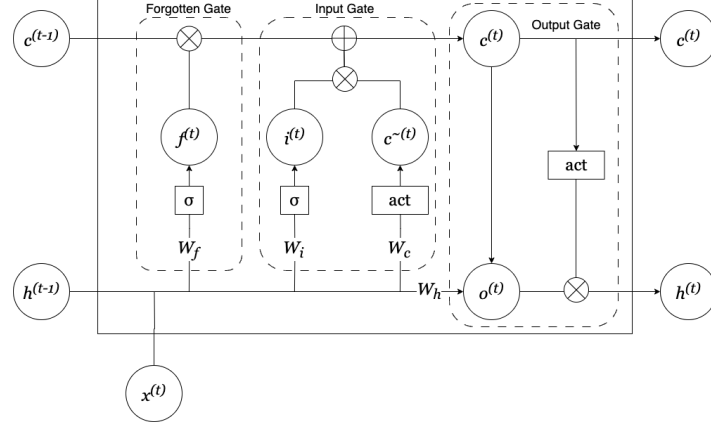 Forgotten Gate
Input Gate
Output Gate
c(t-1)
c(t)
c(t)
f(t)
i(t)
c~(t)
act
σ
σ
act
Wf
Wi
Wc
h(t-1)
Wh
o(t)
h(t)
x(t)